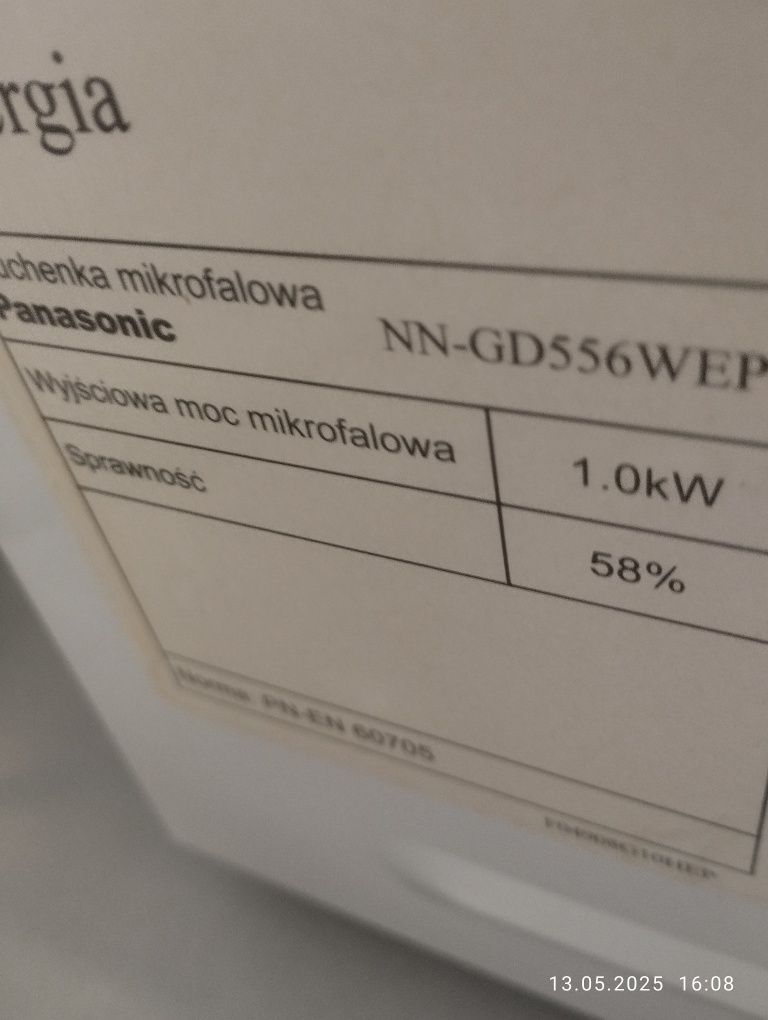 rgia
uchenka mikrofalowa
Panasonic NN-GD556WEP
Wyjściowa moc mikrofalowa 1.0kW
Sprawność 58%
Norma PN-EN 60705
13.05.2025 16:08